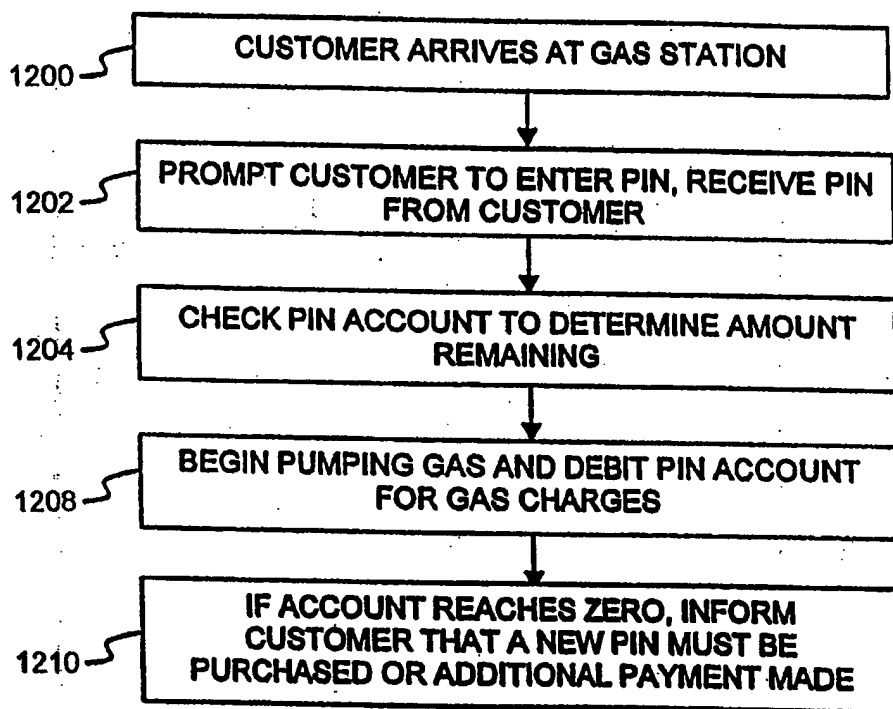 1200
CUSTOMER ARRIVES AT GAS STATION
1202
PROMPT CUSTOMER TO ENTER PIN, RECEIVE PIN
FROM CUSTOMER
1204
CHECK PIN ACCOUNT TO DETERMINE AMOUNT
REMAINING
1208
BEGIN PUMPING GAS AND DEBIT PIN ACCOUNT
FOR GAS CHARGES
1210
IF ACCOUNT REACHES ZERO, INFORM
CUSTOMER THAT A NEW PIN MUST BE
PURCHASED OR ADDITIONAL PAYMENT MADE